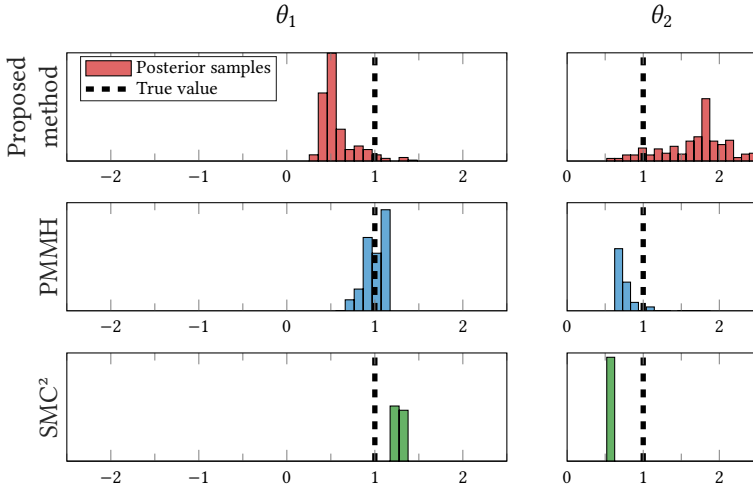 θ₁ θ₂
Proposed
method
Posterior samples
True value
−2 −1 0 1 2 0 1 2
PMMH
−2 −1 0 1 2 0 1 2
SMC²
−2 −1 0 1 2 0 1 2